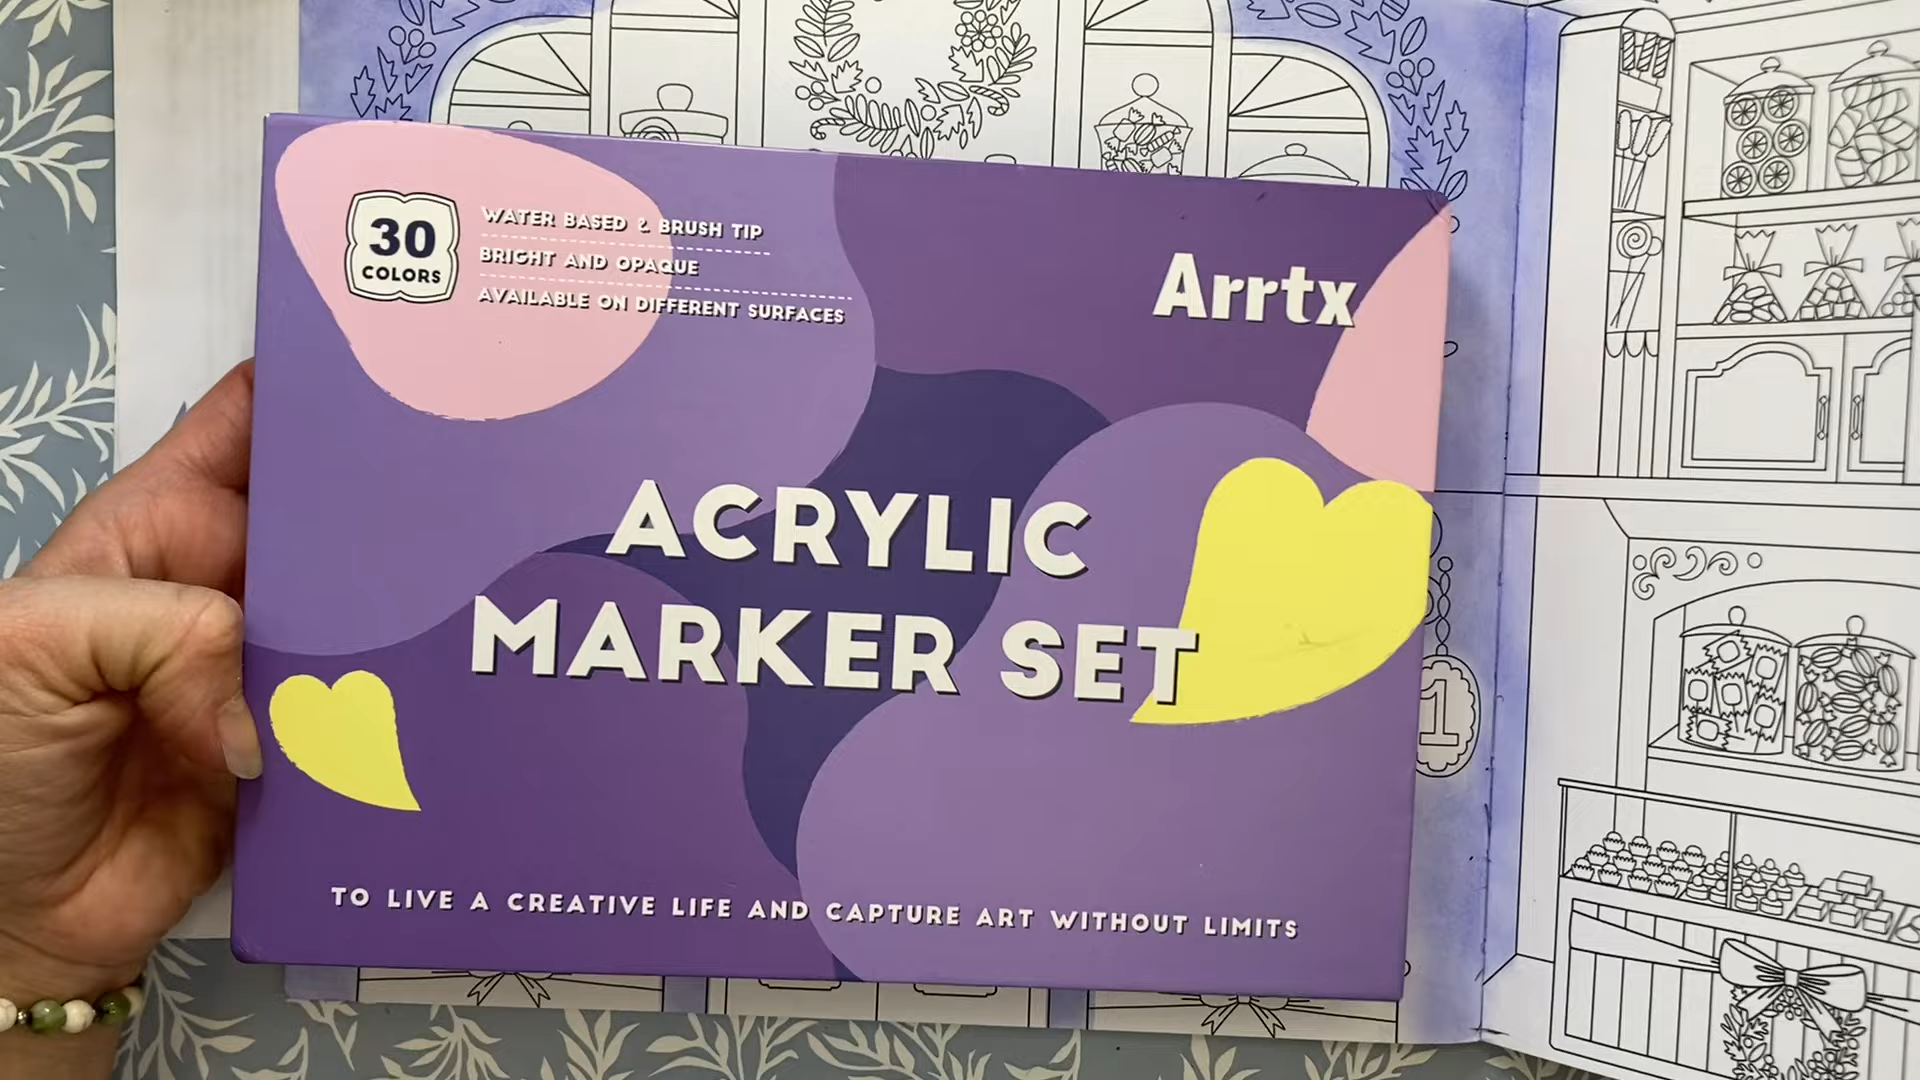 30
COLORS
WATER BASED & BRUSH TIP
BRIGHT AND OPAQUE
AVAILABLE ON DIFFERENT SURFACES
Arrtx
ACRYLIC
MARKER SET
1
TO LIVE A CREATIVE LIFE AND CAPTURE ART WITHOUT LIMITS